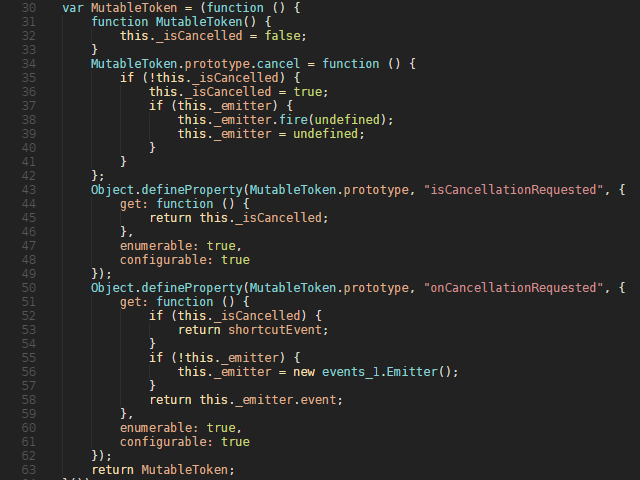 30 var MutableToken = (function () {
31     function MutableToken() {
32         this._isCancelled = false;
33     }
34     MutableToken.prototype.cancel = function () {
35         if (!this._isCancelled) {
36             this._isCancelled = true;
37             if (this._emitter) {
38                 this._emitter.fire(undefined);
39                 this._emitter = undefined;
40             }
41         }
42     };
43     Object.defineProperty(MutableToken.prototype, "isCancellationRequested", {
44         get: function () {
45             return this._isCancelled;
46         },
47         enumerable: true,
48         configurable: true
49     });
50     Object.defineProperty(MutableToken.prototype, "onCancellationRequested", {
51         get: function () {
52             if (this._isCancelled) {
53                 return shortcutEvent;
54             }
55             if (!this._emitter) {
56                 this._emitter = new events_1.Emitter();
57             }
58             return this._emitter.event;
59         },
60         enumerable: true,
61         configurable: true
62     });
63     return MutableToken;